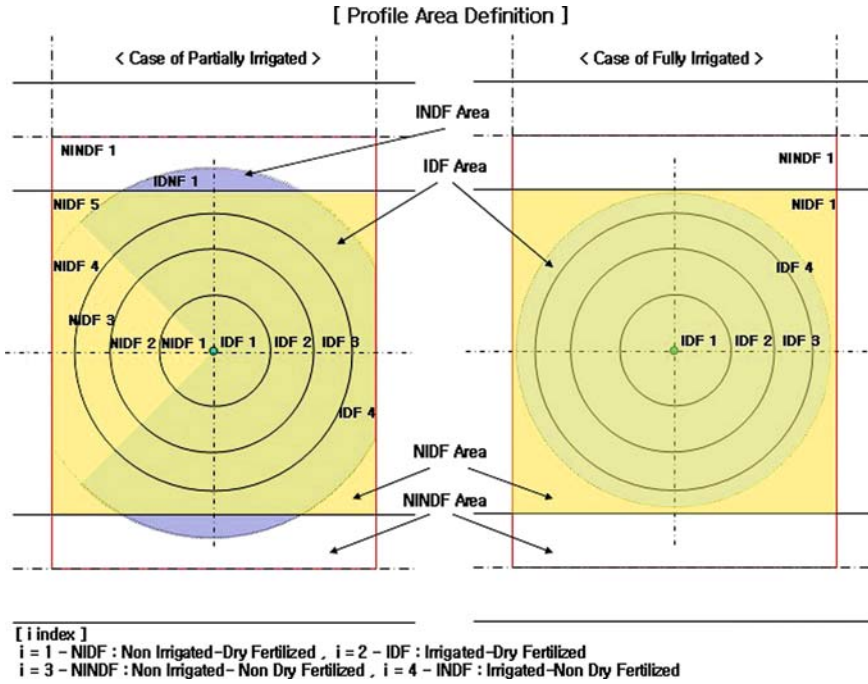 [ Profile Area Definition ]
< Case of Partially Irrigated >
< Case of Fully Irrigated >
INDF Area
NINDF 1
NINDF 1
IDNF 1
IDF Area
NIDF 5
NIDF 1
NIDF 4
IDF 4
NIDF 3
NIDF 2
NIDF 1
IDF 1
IDF 2
IDF 3
IDF 1
IDF 2
IDF 3
IDF 4
NIDF Area
NINDF Area
[ i index ]
i = 1 - NIDF : Non Irrigated-Dry Fertilized , i = 2 - IDF : Irrigated-Dry Fertilized
i = 3 - NINDF : Non Irrigated- Non Dry Fertilized , i = 4 - INDF : Irrigated-Non Dry Fertilized